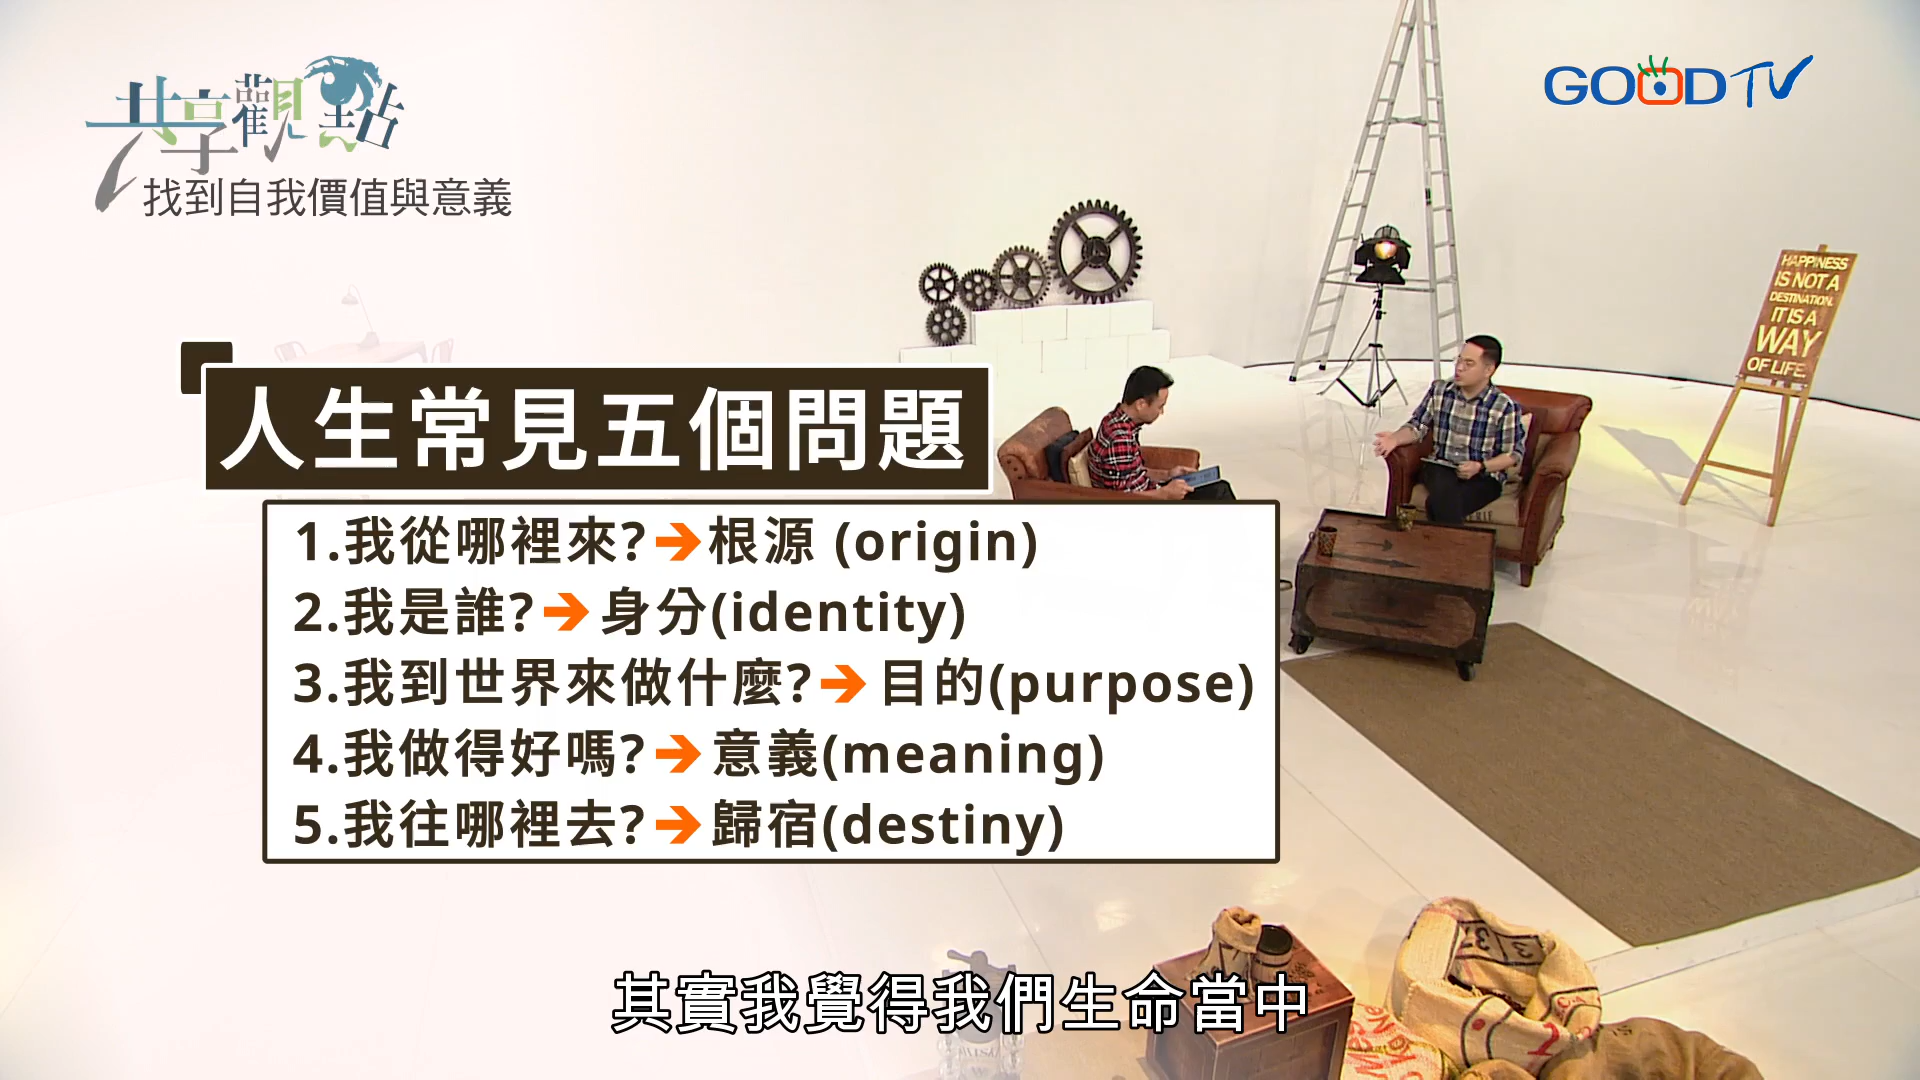 共享觀點
找到自我價值與意義
GOOD TV
HAPPINESS
IS NOT A
DESTINATION.
IT IS A
WAY
OF LIFE.
人生常見五個問題
1.我從哪裡來?➔根源 (origin)
2.我是誰?➔身分(identity)
3.我到世界來做什麼?➔目的(purpose)
4.我做得好嗎?➔意義(meaning)
5.我往哪裡去?➔歸宿(destiny)
其實我覺得我們生命當中